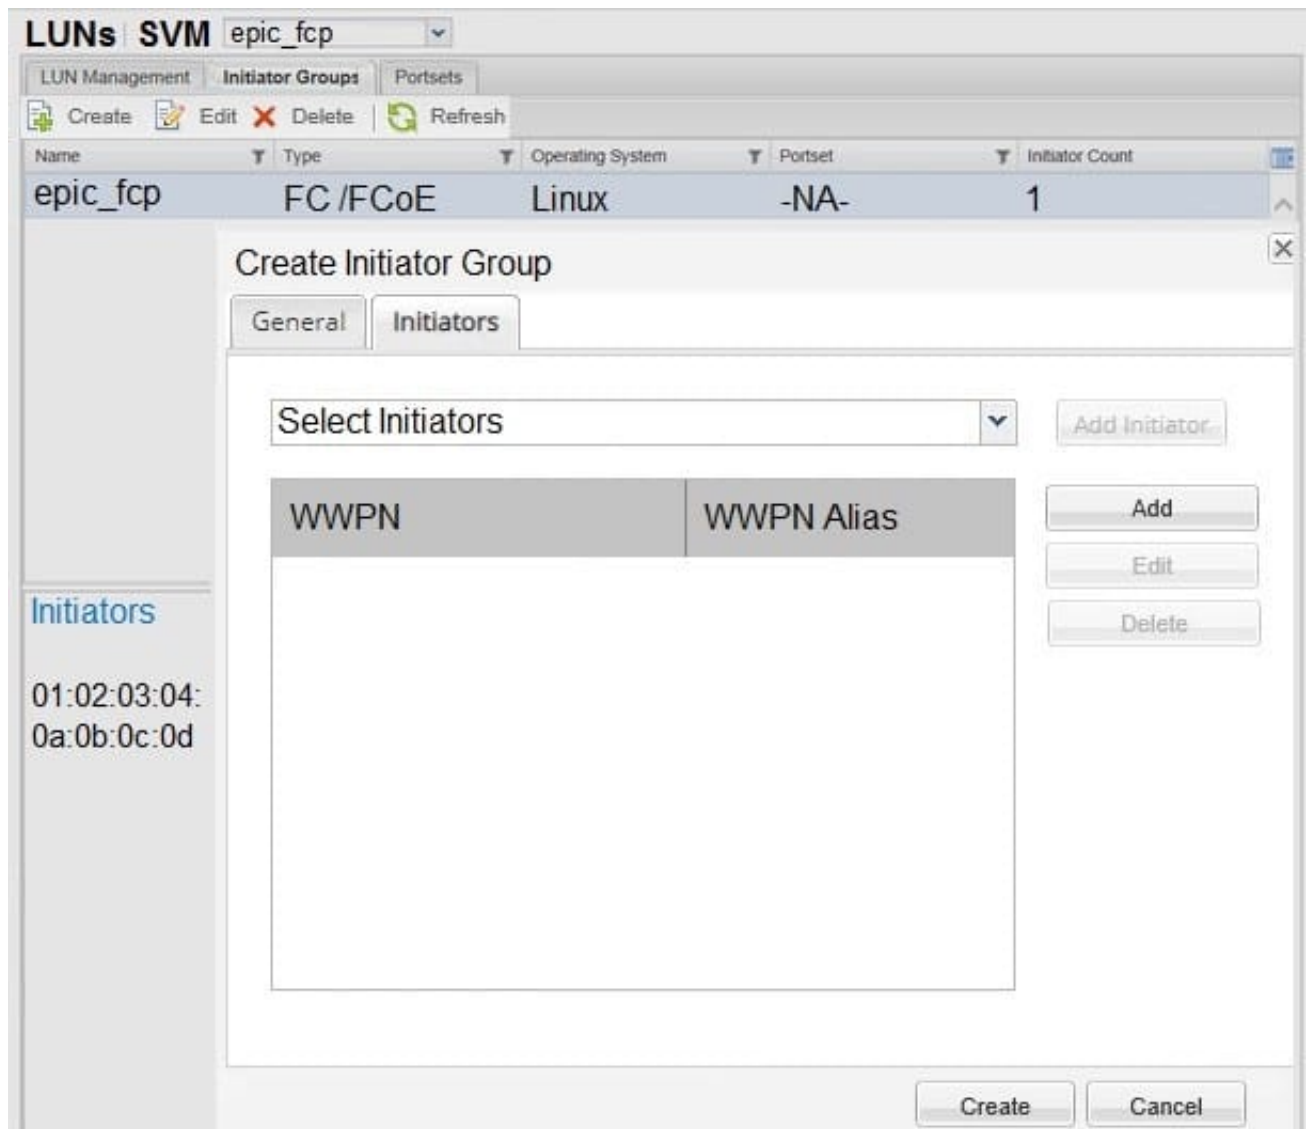 LUNs SVM epic_fcp
LUN Management Initiator Groups Portsets
Create Edit Delete Refresh
Name Type Operating System Portset Initiator Count
epic_fcp FC /FCoE Linux -NA- 1
Create Initiator Group
General Initiators
Select Initiators Add Initiator
WWPN WWPN Alias Add
Edit
Delete
Initiators
01:02:03:04:
0a:0b:0c:0d
Create Cancel